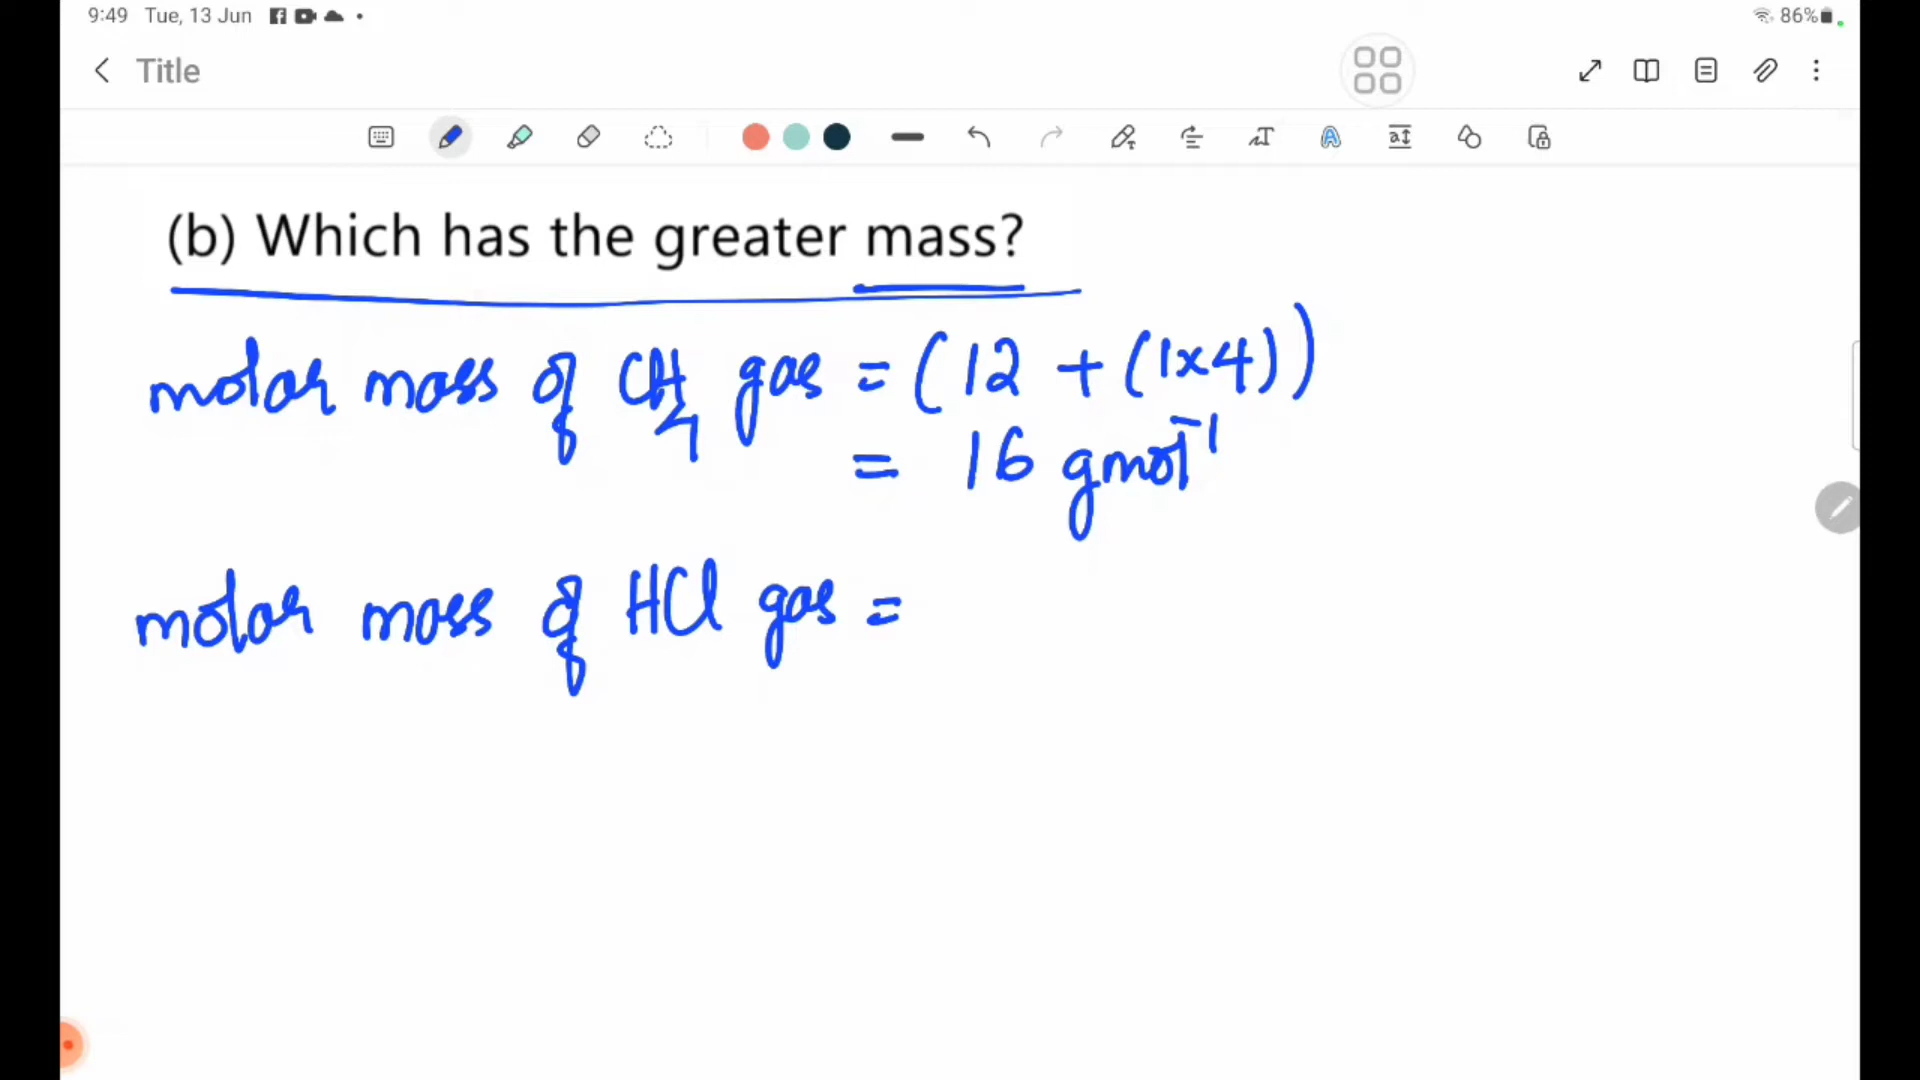 9:49 Tue, 13 Jun 86%
Title
(b) Which has the greater mass?
molar mass of CH₄ gas = (12 + (1x4))
= 16 gmol⁻¹
molar mass of HCl gas =